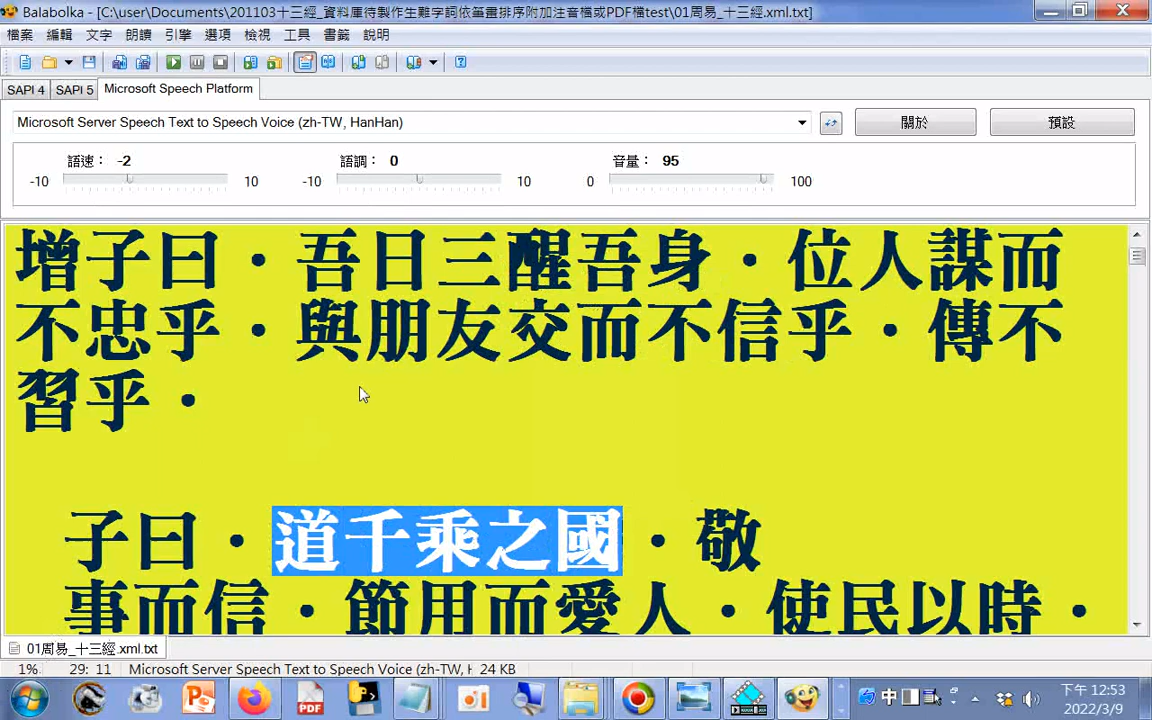 Balabolka - [C:\user\Documents\201103十三經_資料庫待製作生難字詞依筆畫排序附加注音檔或PDF檔test\01周易_十三經.xml.txt]
檔案 編輯 文字 朗讀 引擎 選項 檢視 工具 書籤 說明
SAPI 4 SAPI 5 Microsoft Speech Platform
Microsoft Server Speech Text to Speech Voice (zh-TW, HanHan) 關於 預設
語速： -2 語調： 0 音量： 95
-10 10 -10 10 0 100
增子曰．吾日三醒吾身．位人謀而
不忠乎．與朋友交而不信乎．傳不
習乎．
子曰．道千乘之國．敬
事而信．節用而愛人．使民以時．
01周易_十三經.xml.txt
1% 29: 11 Microsoft Server Speech Text to Speech Voice (zh-TW, H 24 KB
中 下午 12:53
2022/3/9